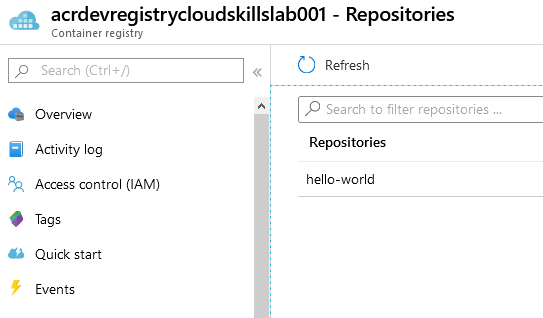 acrdevregistrycloudskillslab001 - Repositories
Container registry
Search (Ctrl+/)
«
Overview
Activity log
Access control (IAM)
Tags
Quick start
Events
Refresh
Search to filter repositories ...
Repositories
hello-world